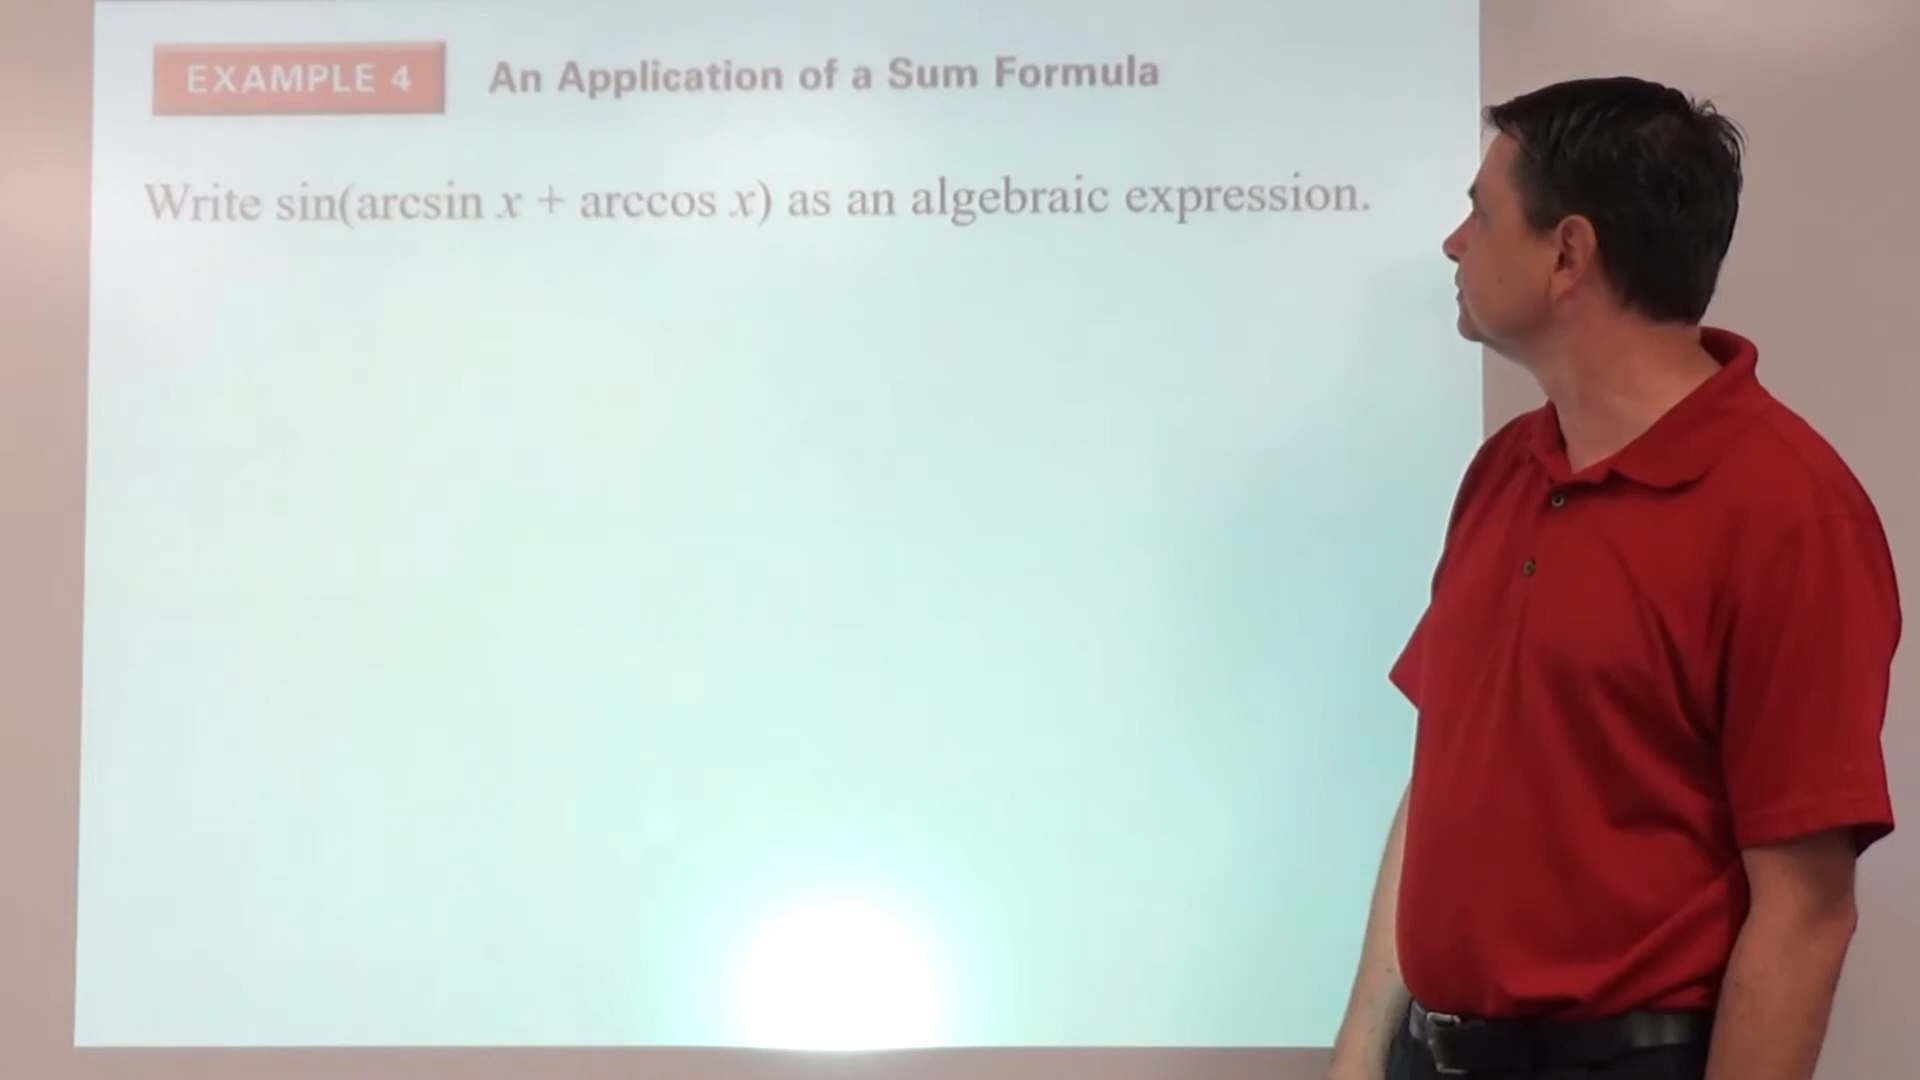 EXAMPLE 4 An Application of a Sum Formula
Write sin(arcsin x + arccos x) as an algebraic expression.